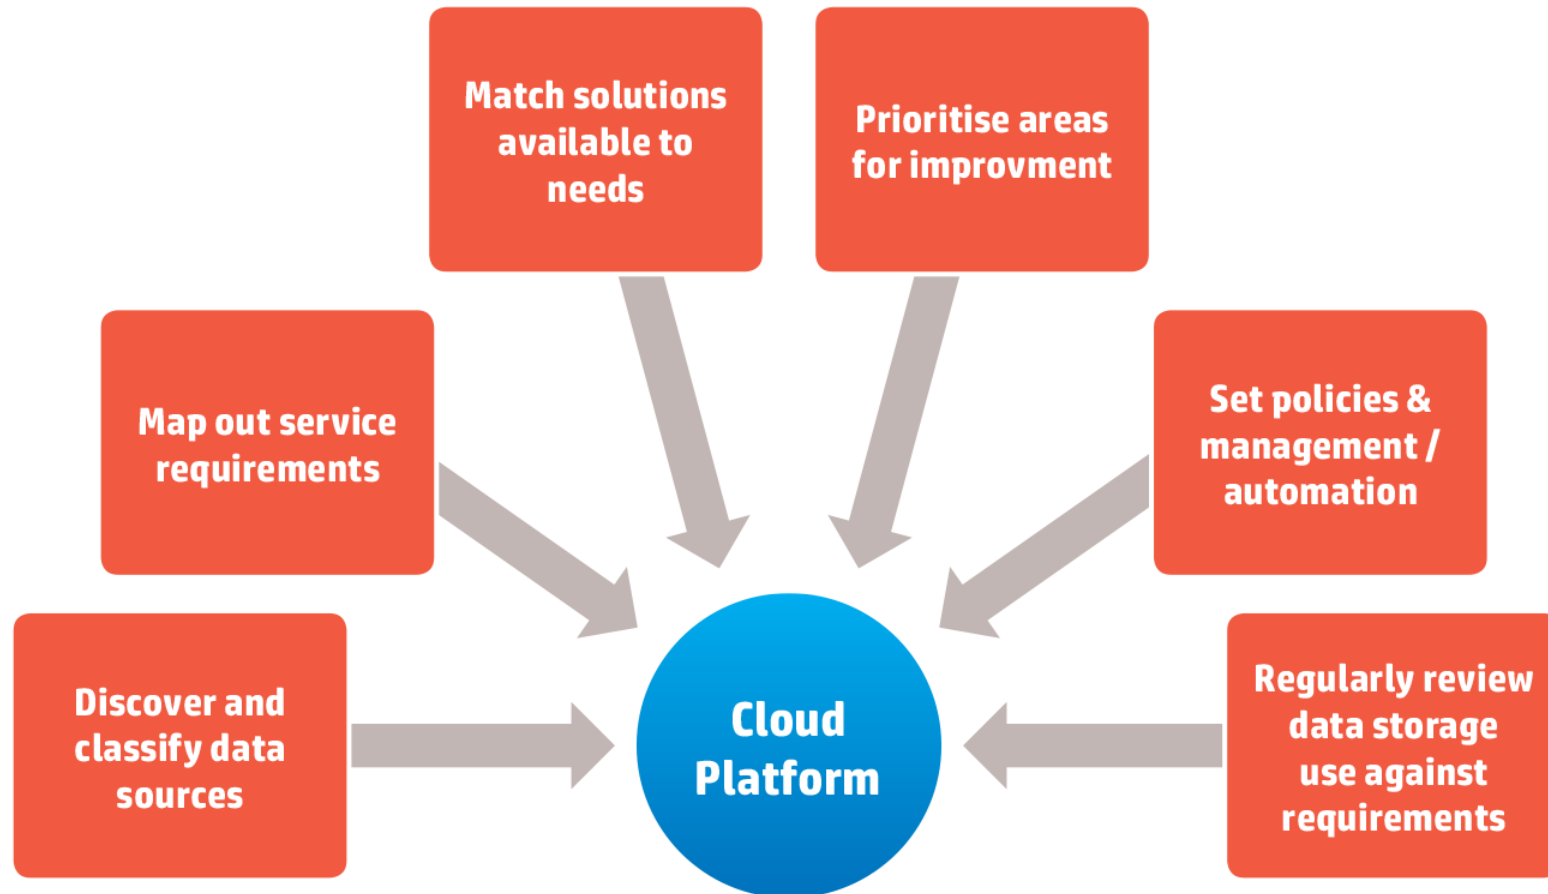 Match solutions
available to
needs
Prioritise areas
for improvment
Map out service
requirements
Set policies &
management /
automation
Discover and
classify data
sources
Cloud
Platform
Regularly review
data storage
use against
requirements